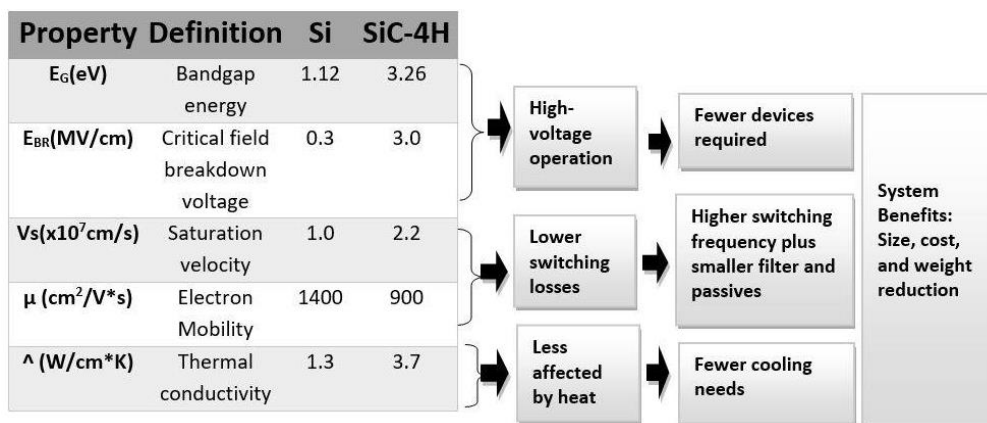 Property Definition Si SiC-4H
E_G(eV) Bandgap 1.12 3.26
energy
E_BR(MV/cm) Critical field 0.3 3.0
breakdown
voltage
Vs(x10⁷cm/s) Saturation 1.0 2.2
velocity
µ (cm²/V*s) Electron 1400 900
Mobility
^ (W/cm*K) Thermal 1.3 3.7
conductivity
High-
voltage
operation
Fewer devices
required
Lower
switching
losses
Higher switching
frequency plus
smaller filter and
passives
Less
affected
by heat
Fewer cooling
needs
System
Benefits:
Size, cost,
and weight
reduction